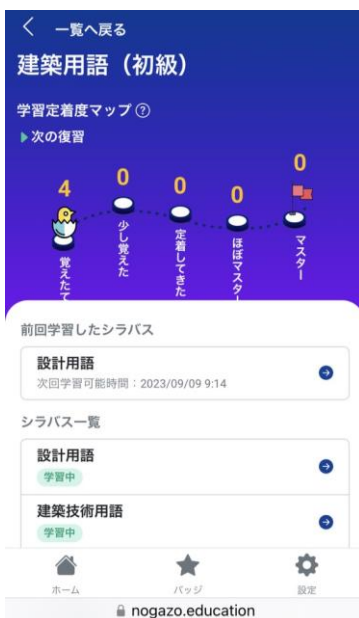 一覧へ戻る
建築用語（初級）
学習定着度マップ ?
次の復習
4
0
0
0
0
覚えたて
少し覚えた
定着してきた
ほぼマスター
マスター
前回学習したシラバス
設計用語
次回学習可能時間：2023/09/09 9:14
シラバス一覧
設計用語
学習中
建築技術用語
学習中
ホーム
バッジ
設定
nogazo.education